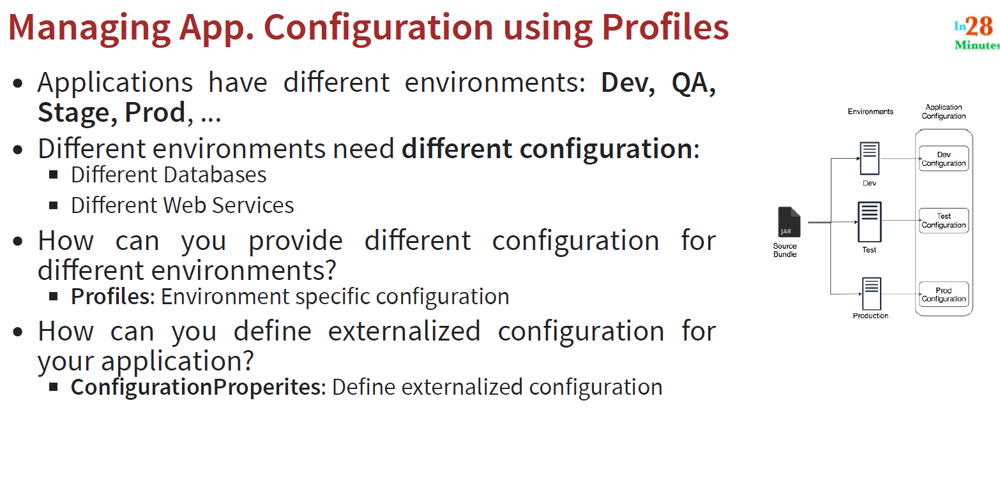 Managing App. Configuration using Profiles
In28
Minutes
• Applications have different environments: Dev, QA,
Stage, Prod, ...
• Different environments need different configuration:
▪ Different Databases
▪ Different Web Services
• How can you provide different configuration for
different environments?
▪ Profiles: Environment specific configuration
• How can you define externalized configuration for
your application?
▪ ConfigurationProperites: Define externalized configuration
Environments
Application
Configuration
Dev
Dev
Configuration
JAR
Source
Bundle
Test
Test
Configuration
Production
Prod
Configuration